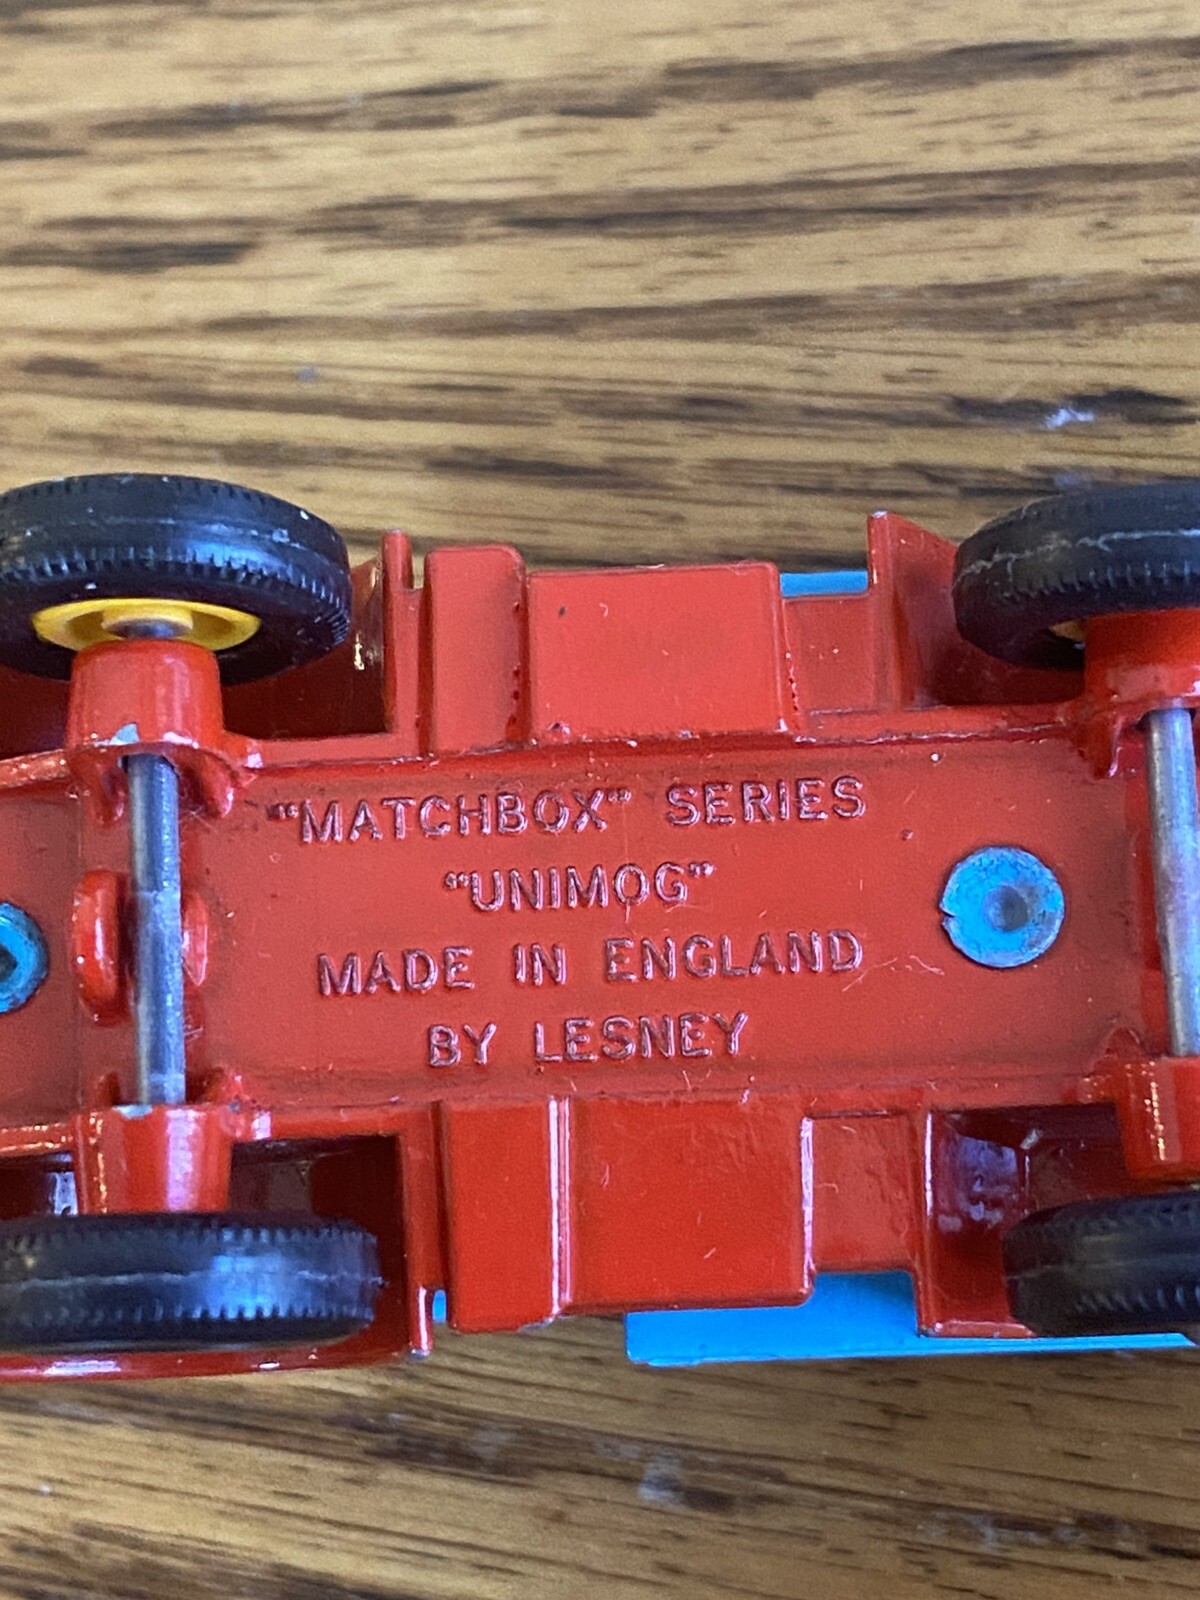 "MATCHBOX" SERIES
"UNIMOG"
MADE IN ENGLAND
BY LESNEY